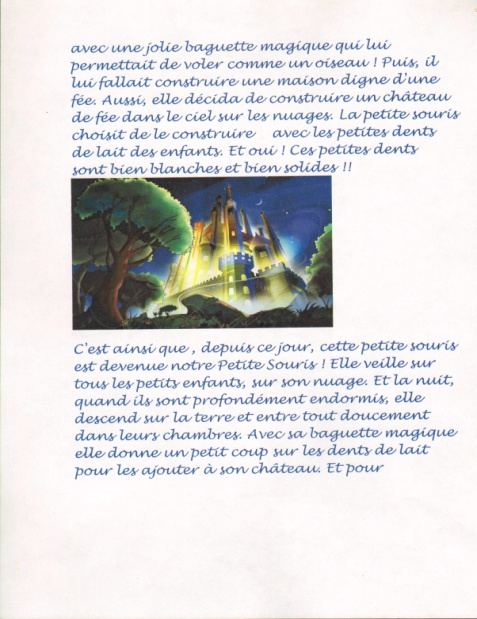 avec une jolie baguette magique qui lui
permettait de voler comme un oiseau ! Puis, il
lui fallait construire une maison digne d'une
fée. Aussi, elle décida de construire un château
de fée dans le ciel sur les nuages. La petite souris
choisit de le construire avec les petites dents
de lait des enfants. Et oui ! Ces petites dents
sont bien blanches et bien solides !!
C'est ainsi que , depuis ce jour, cette petite souris
est devenue notre Petite Souris ! Elle veille sur
tous les petits enfants, sur son nuage. Et la nuit,
quand ils sont profondément endormis, elle
descend sur la terre et entre tout doucement
dans leurs chambres. Avec sa baguette magique
elle donne un petit coup sur les dents de lait
pour les ajouter à son château. Et pour